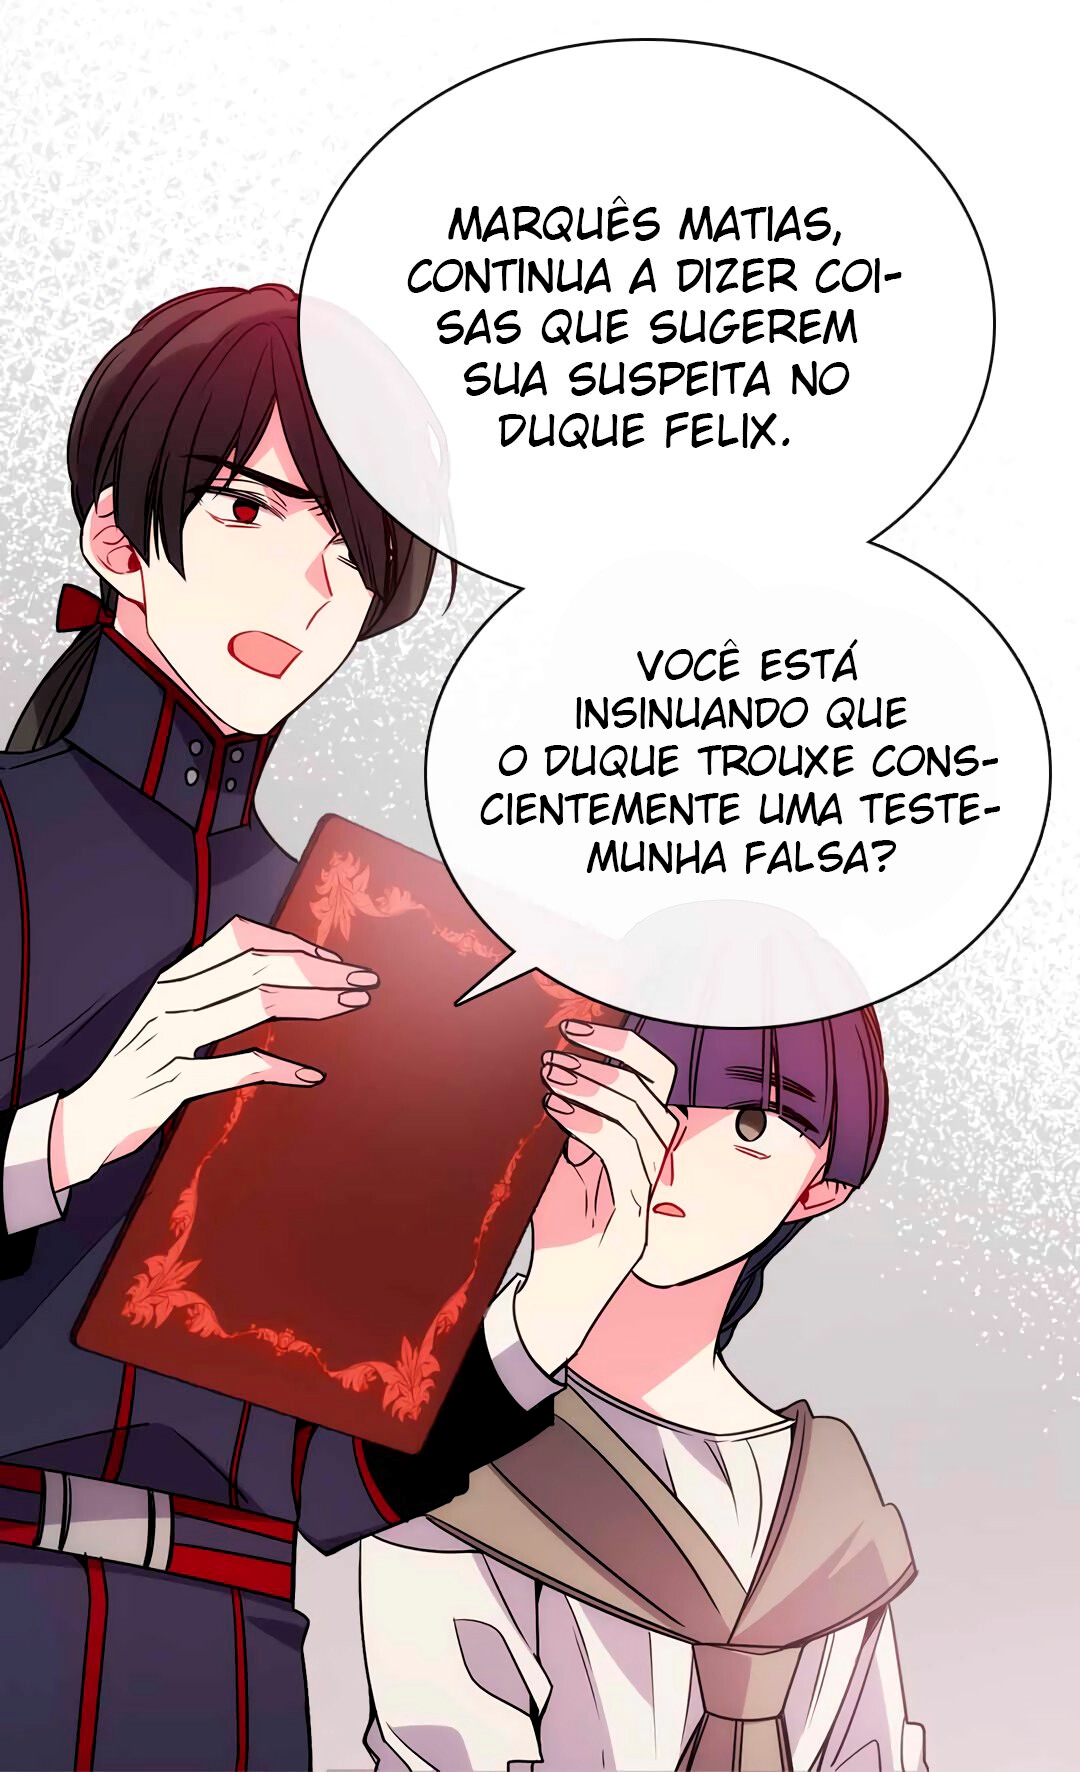 MARQUÊS MATIAS,
CONTINUA A DIZER COI-
SAS QUE SUGEREM
SUA SUSPEITA NO
DUQUE FELIX.
VOCÊ ESTÁ
INSINUANDO QUE
O DUQUE TROUXE CONS-
CIENTEMENTE UMA TESTE-
MUNHA FALSA?